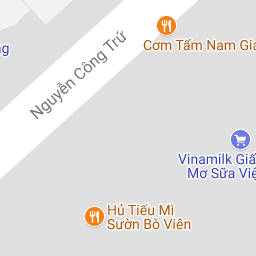 Cơm Tấm Nam Gia
Nguyễn Công Trứ
Vinamilk Giấ
Mơ Sữa Việ
Hủ Tiếu Mì
Sườn Bò Viên